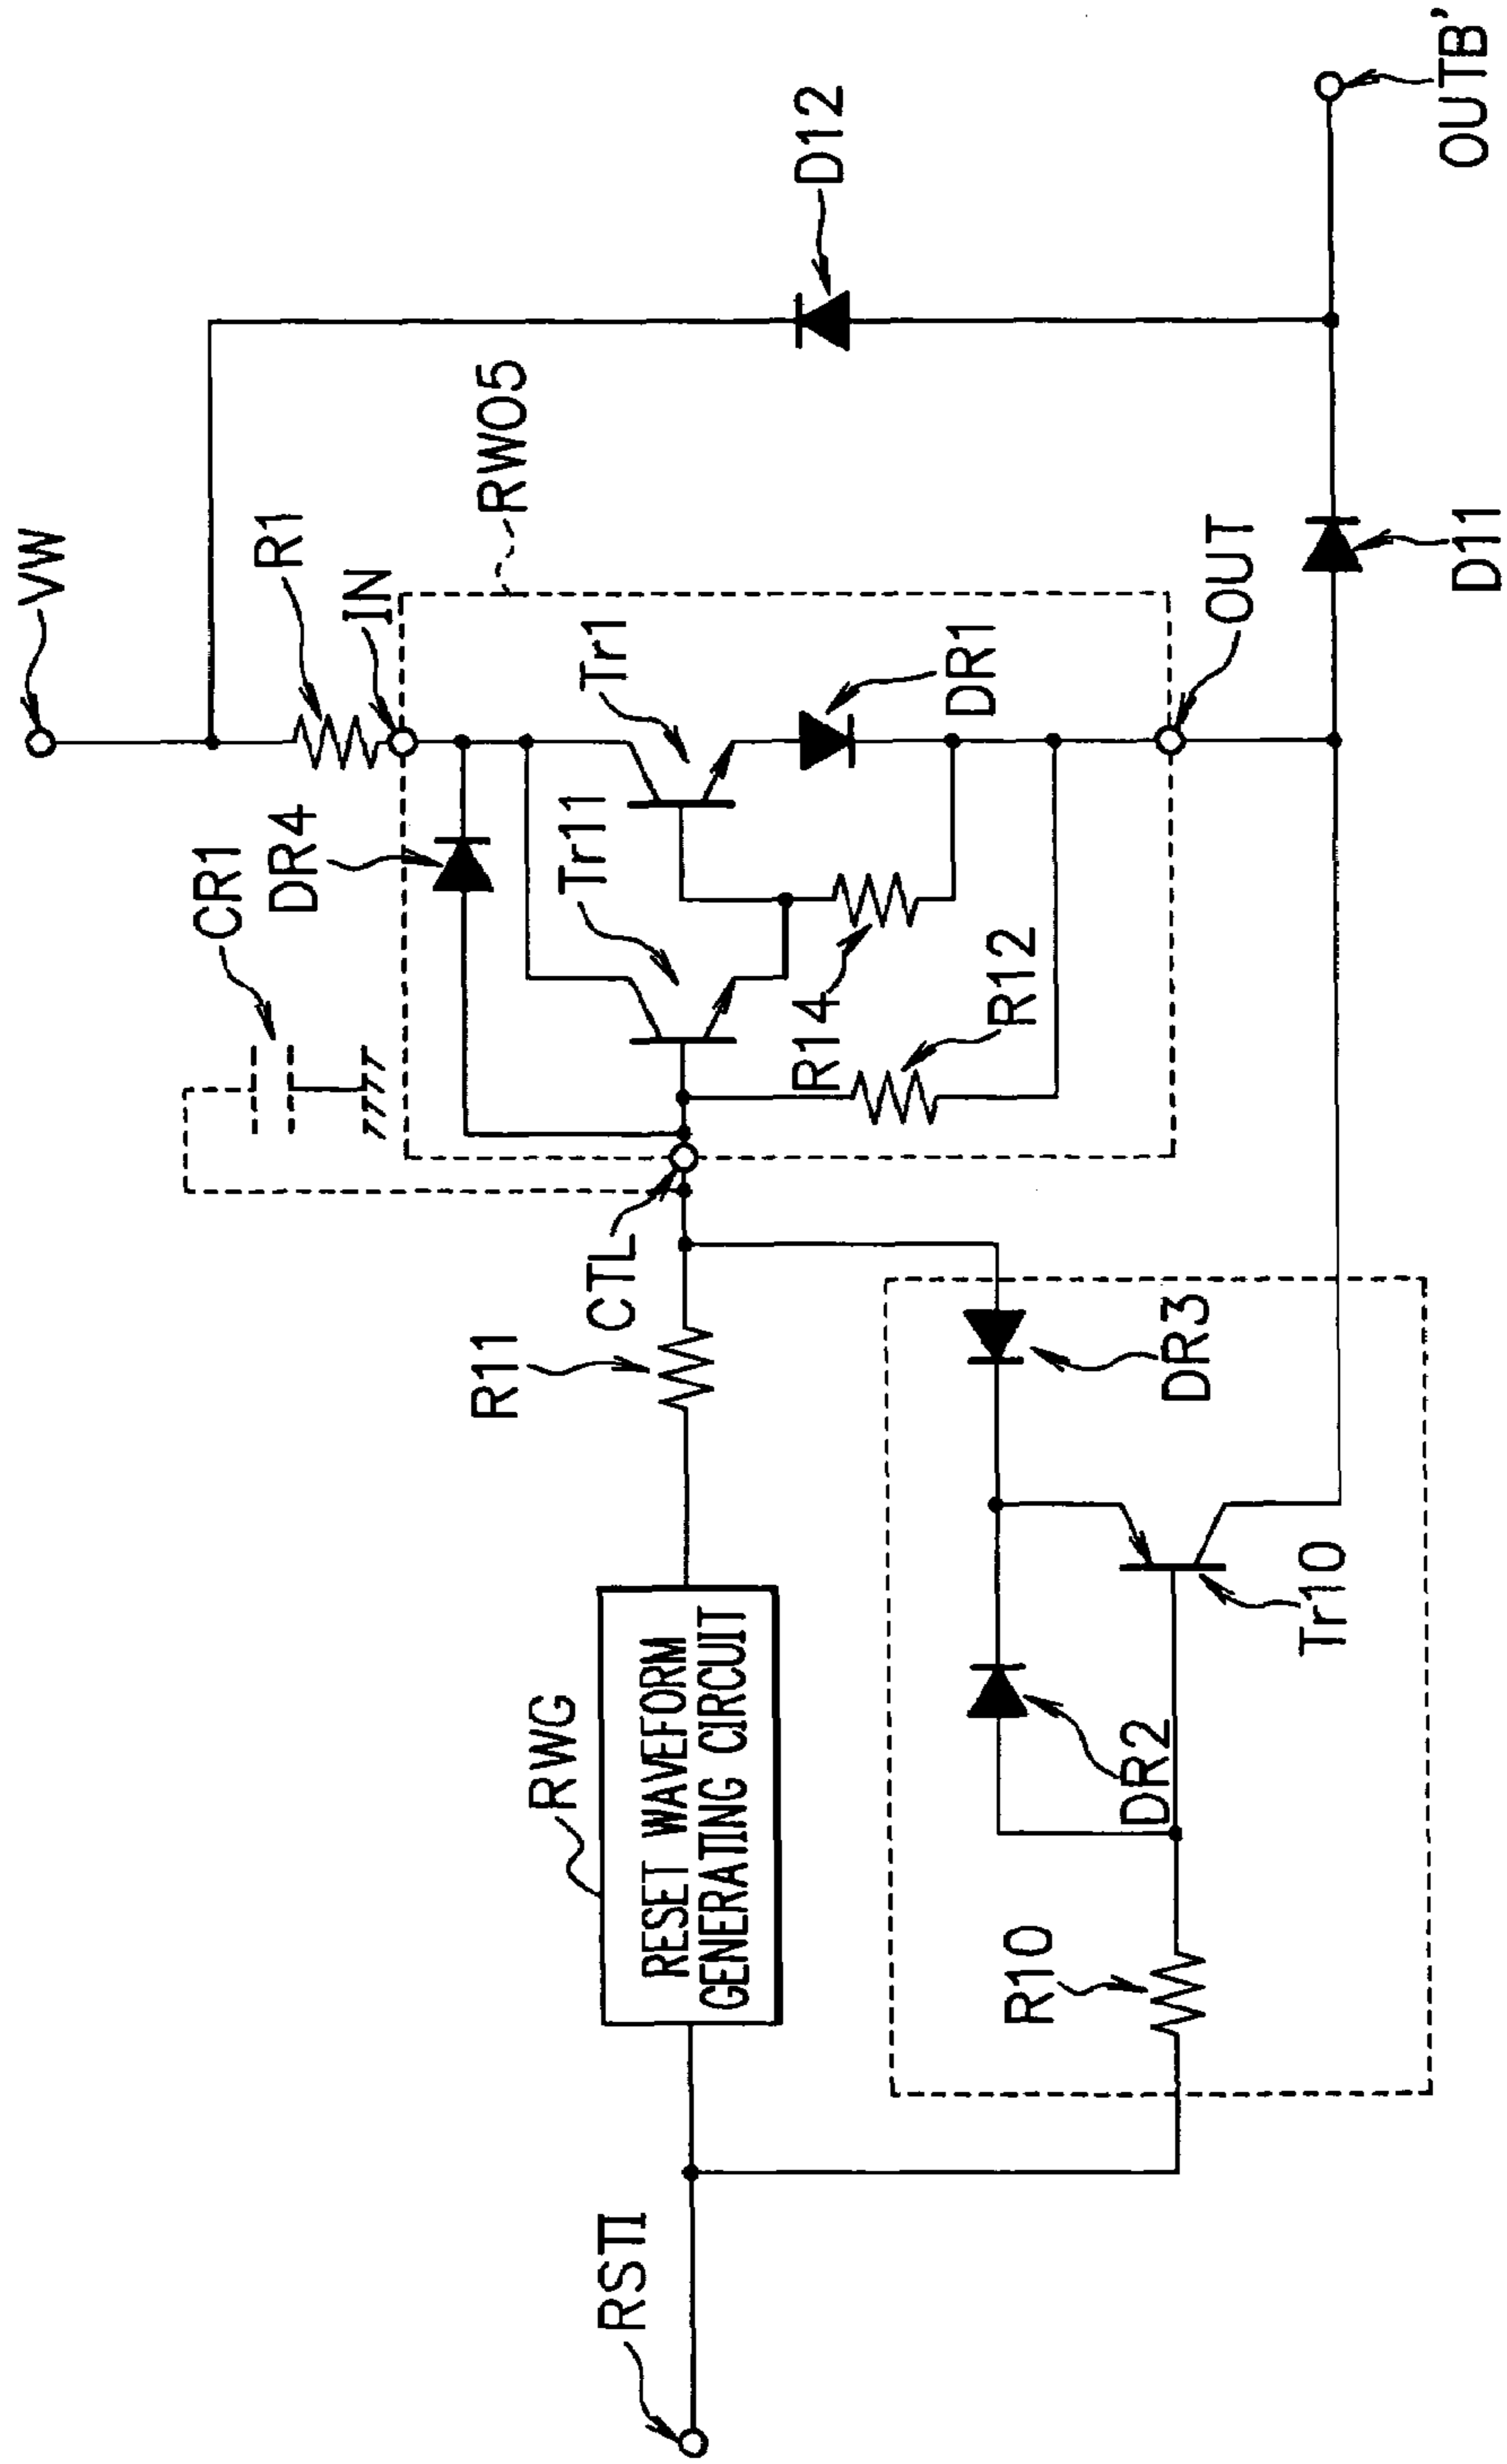 VW
R1
IN
RWO5
D12
CR1
DR4
Tr11
Tr1
DR1
R14
R12
OUT
D11
OUTB'
CTL
R11
RWG
RESET WAVEFORM
GENERATING CIRCUIT
RSTI
R10
DR2
DR3
Tr10